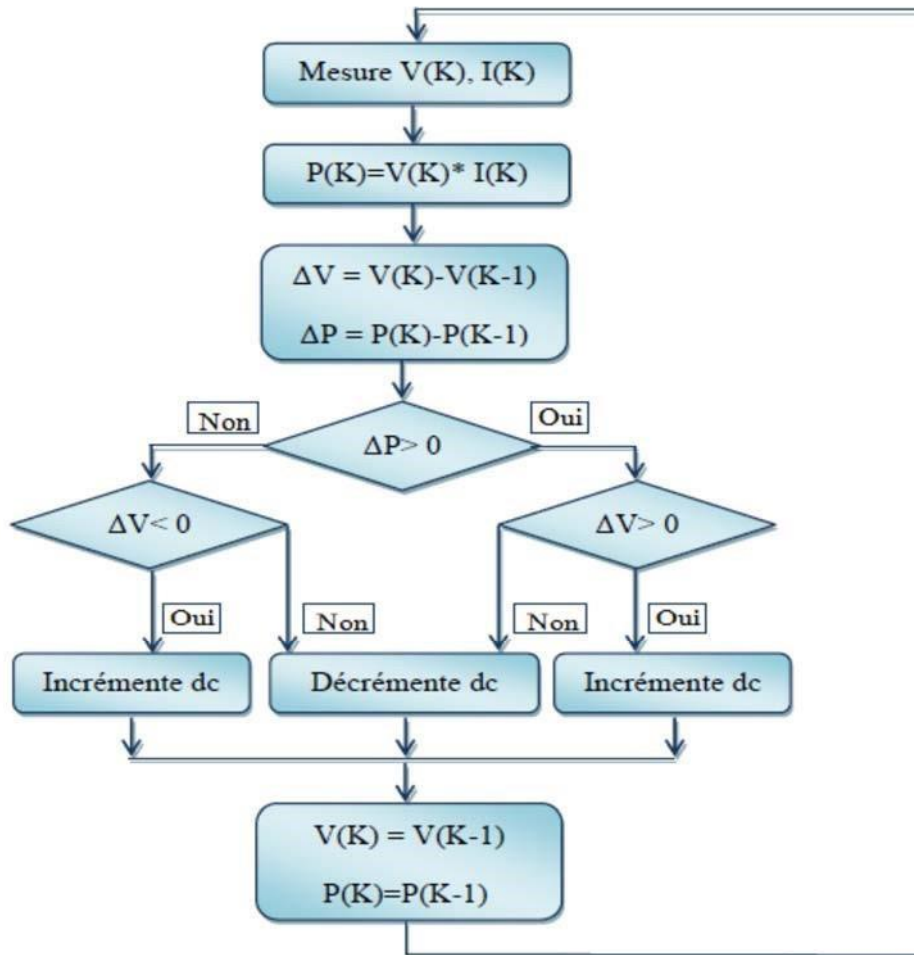 Mesure V(K), I(K)
P(K)=V(K)* I(K)
ΔV = V(K)-V(K-1)
ΔP = P(K)-P(K-1)
Non
Oui
ΔP> 0
ΔV< 0
ΔV> 0
Oui
Non
Non
Oui
Incrémente dc
Décrémente dc
Incrémente dc
V(K) = V(K-1)
P(K)=P(K-1)